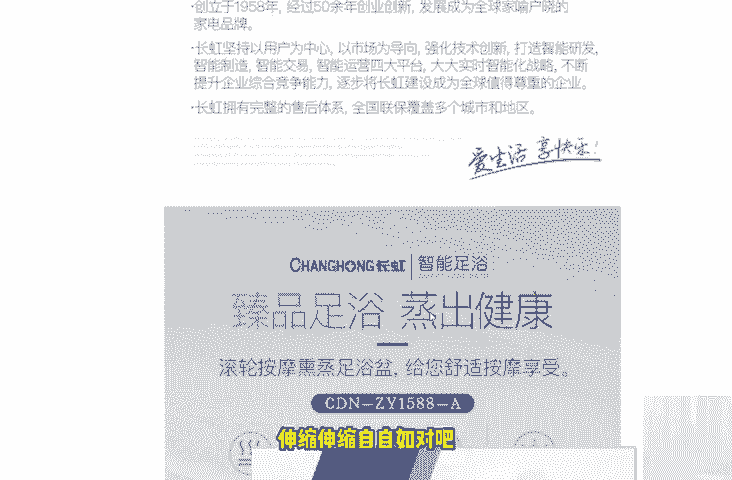 ·创立于1958年, 经过50余年创业创新, 发展成为全球家喻户晓的
家电品牌。
·长虹坚持以用户为中心, 以市场为导向, 强化技术创新, 打造智能研发,
智能制造, 智能交易, 智能运营四大平台, 大大实时智能化战略, 不断
提升企业综合竞争能力, 逐步将长虹建设成为全球值得尊重的企业。
·长虹拥有完整的售后体系, 全国联保覆盖多个城市和地区。
爱生活 享快乐!
CHANGHONG长虹 智能足浴
臻品足浴 蒸出健康
滚轮按摩熏蒸足浴盆, 给您舒适按摩享受。
CDN-ZY1588-A
伸缩伸缩自自如对吧